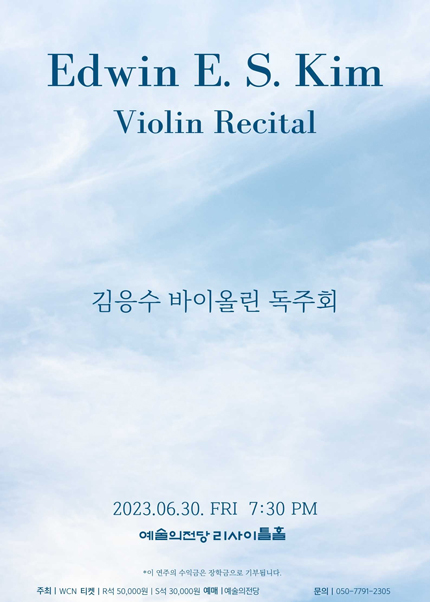 Edwin E. S. Kim
Violin Recital
김응수 바이올린 독주회
2023.06.30. FRI 7:30 PM
예술의전당 리사이틀홀
*이 연주의 수익금은 장학금으로 기부됩니다.
주최 | WCN 티켓 | R석 50,000원 | S석 30,000원 예매 | 예술의전당 문의 | 050-7791-2305